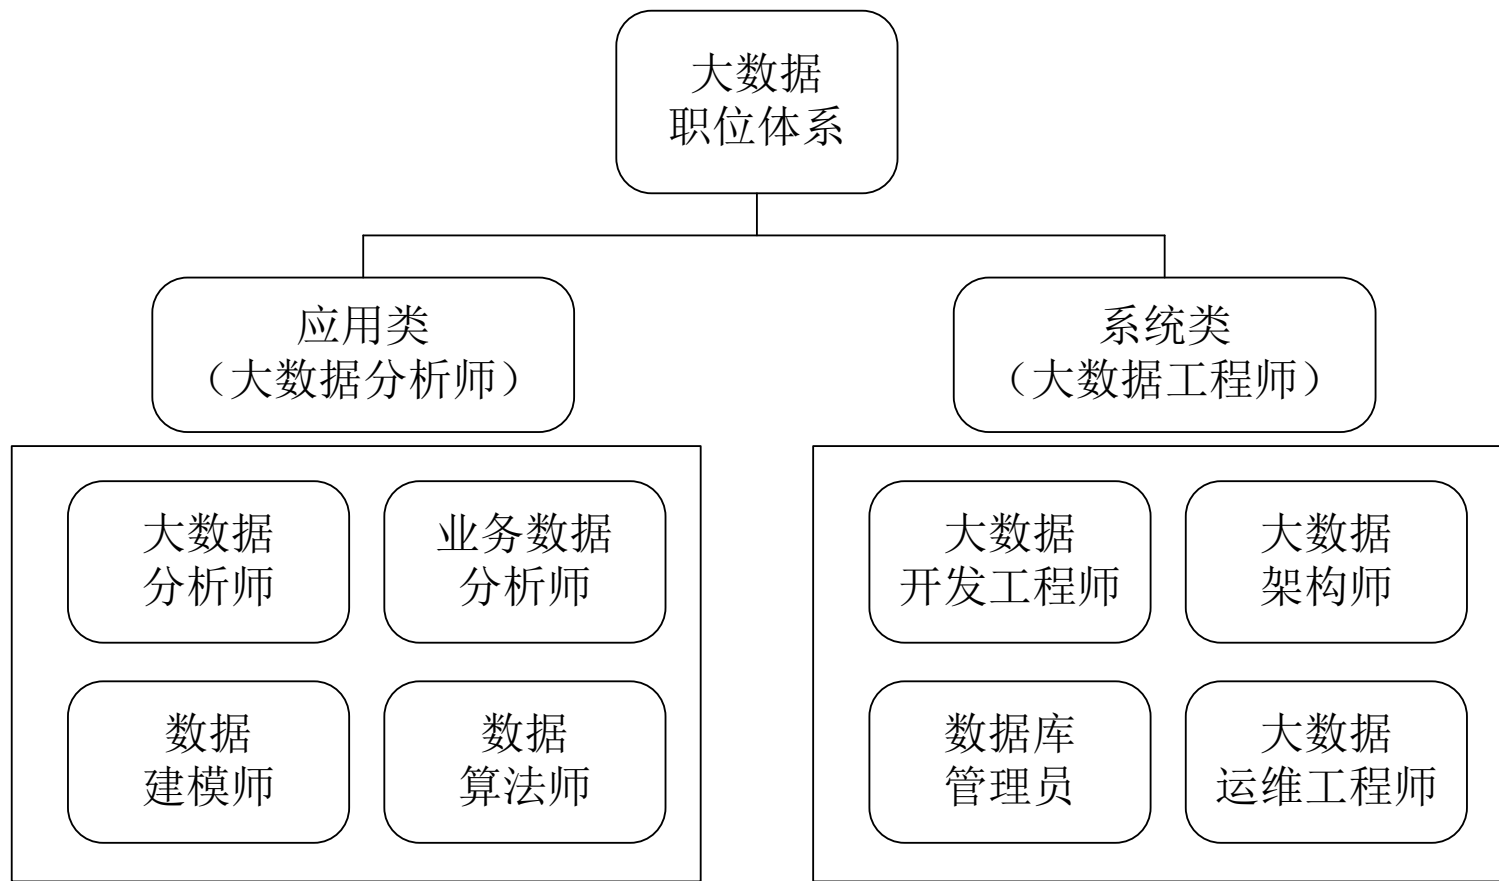 大数据
职位体系
应用类
（大数据分析师）
系统类
（大数据工程师）
大数据
分析师
业务数据
分析师
大数据
开发工程师
大数据
架构师
数据
建模师
数据
算法师
数据库
管理员
大数据
运维工程师